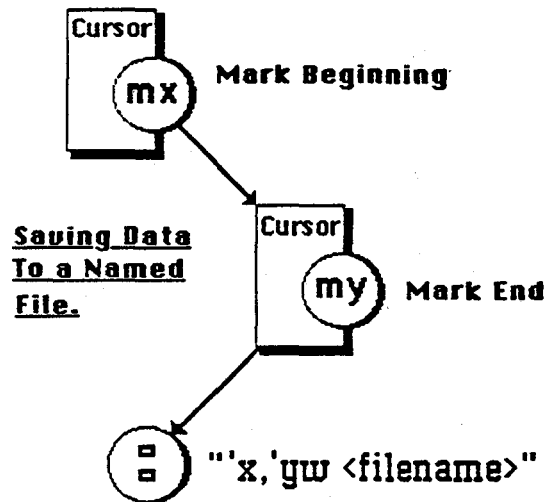 Cursor
mx
Mark Beginning
Saving Data
To a Named
File.
Cursor
my
Mark End
: "'x,'yw <filename>"